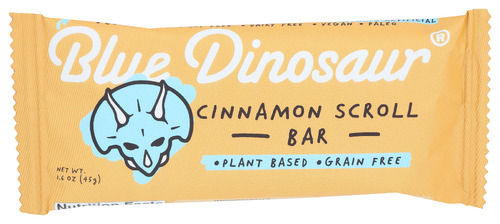 DAIRY FREE • VEGAN • PALEO
Blue Dinosaur®
CINNAMON SCROLL
BAR
•PLANT BASED •GRAIN FREE
NET WT.
1.6 OZ (45g)
Nutrition Facts